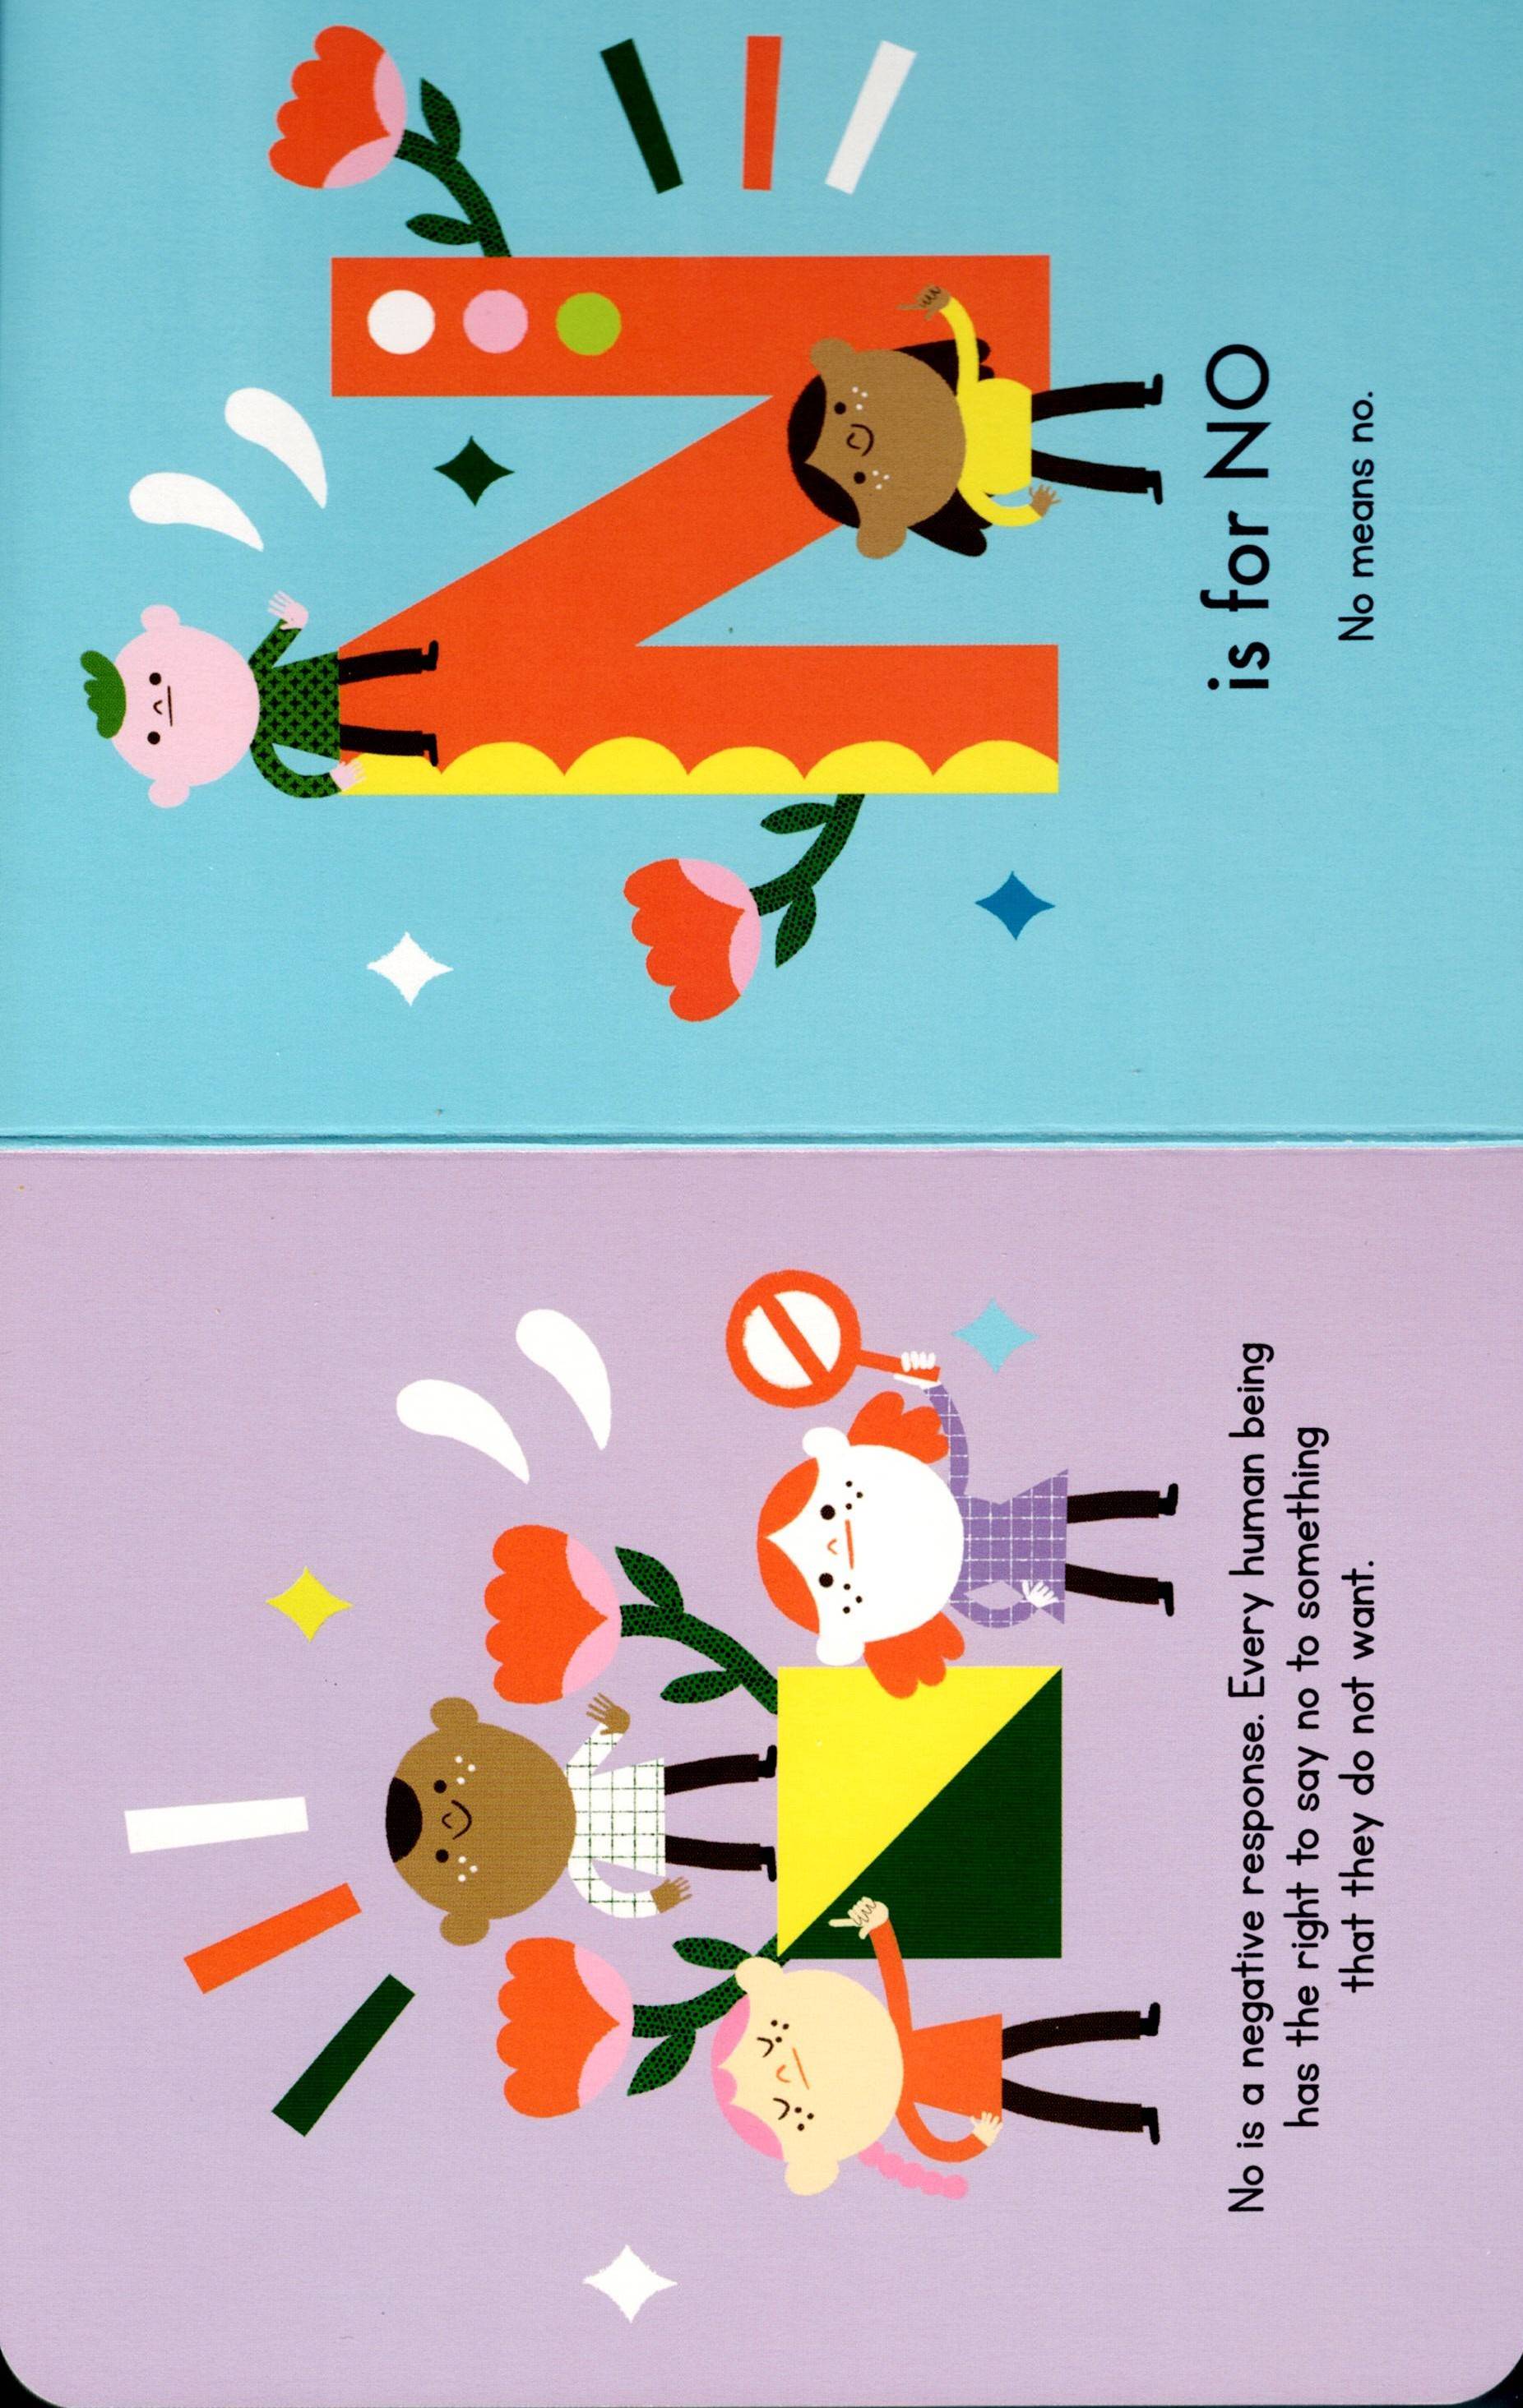 No is a negative response. Every human being
has the right to say no to something
that they do not want.
N
is for NO
No means no.